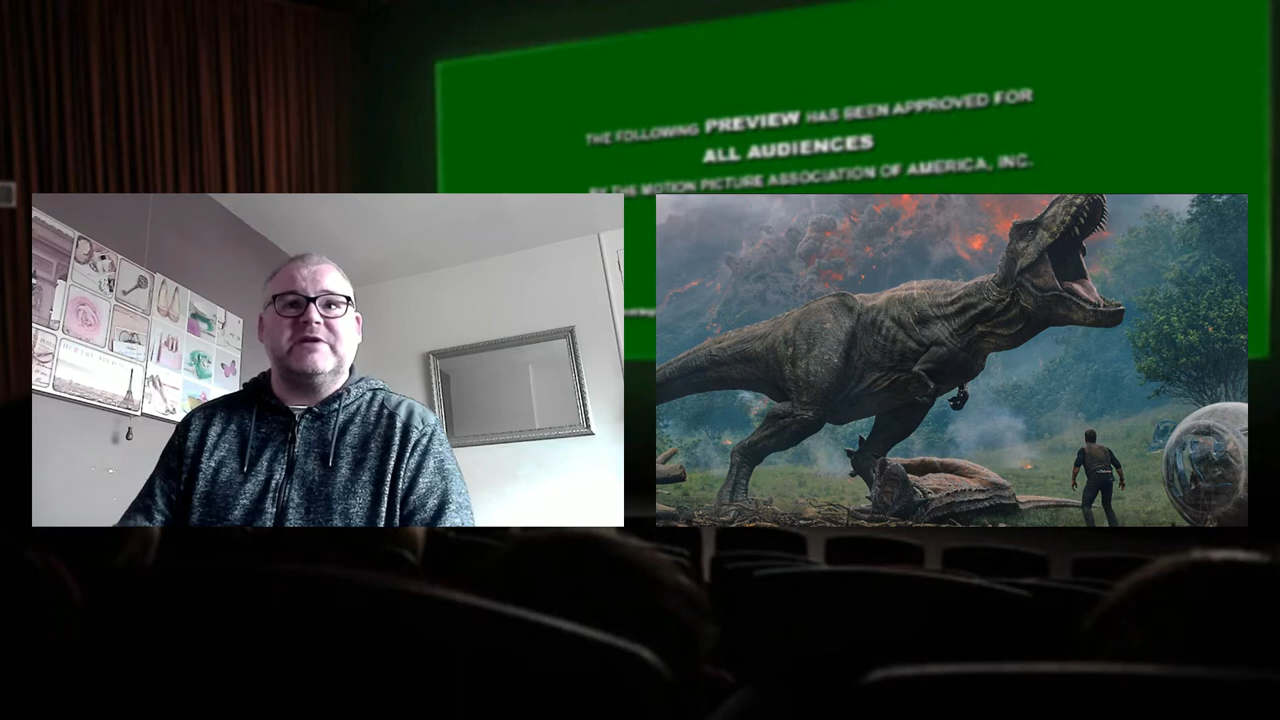 THE FOLLOWING PREVIEW HAS BEEN APPROVED FOR
ALL AUDIENCES
BY THE MOTION PICTURE ASSOCIATION OF AMERICA, INC.